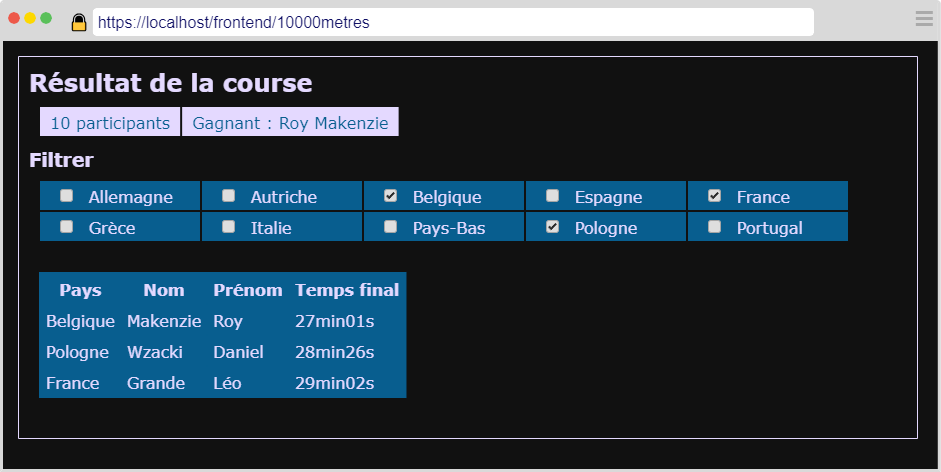 https://localhost/frontend/10000metres
Résultat de la course
10 participants Gagnant : Roy Makenzie
Filtrer
Allemagne Autriche Belgique Espagne France
Grèce Italie Pays-Bas Pologne Portugal
Pays Nom Prénom Temps final
Belgique Makenzie Roy 27min01s
Pologne Wzacki Daniel 28min26s
France Grande Léo 29min02s